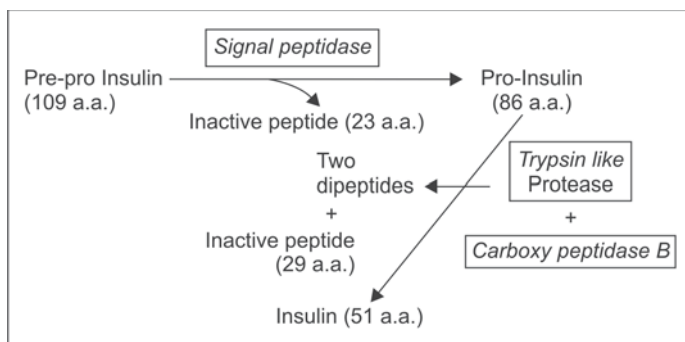 Signal peptidase
Pre-pro Insulin
(109 a.a.)
Pro-Insulin
(86 a.a.)
Inactive peptide (23 a.a.)
Two
dipeptides
+
Inactive peptide
(29 a.a.)
Trypsin like
Protease
+
Carboxy peptidase B
Insulin (51 a.a.)